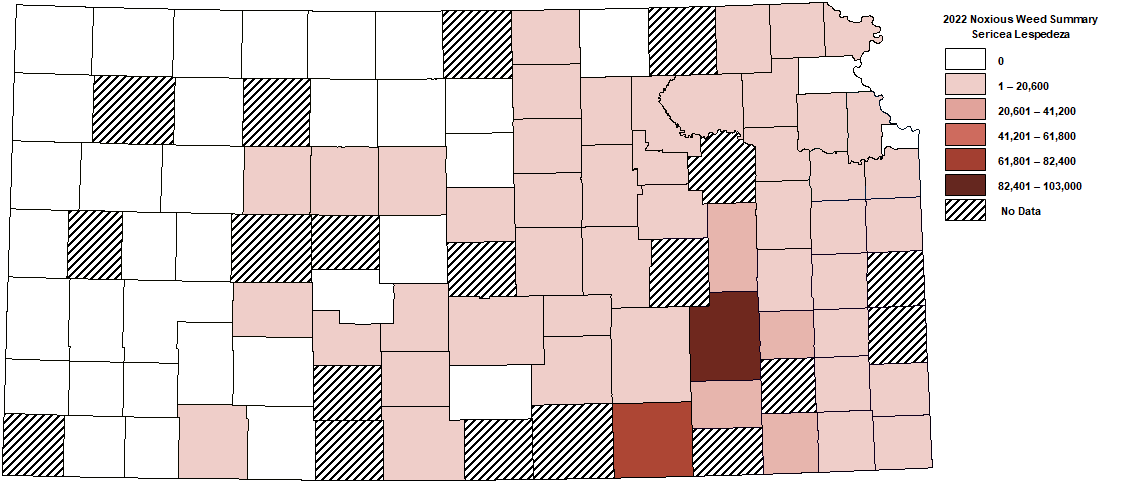 2022 Noxious Weed Summary
Sericea Lespedeza
0
1 – 20,600
20,601 – 41,200
41,201 – 61,800
61,801 – 82,400
82,401 – 103,000
No Data